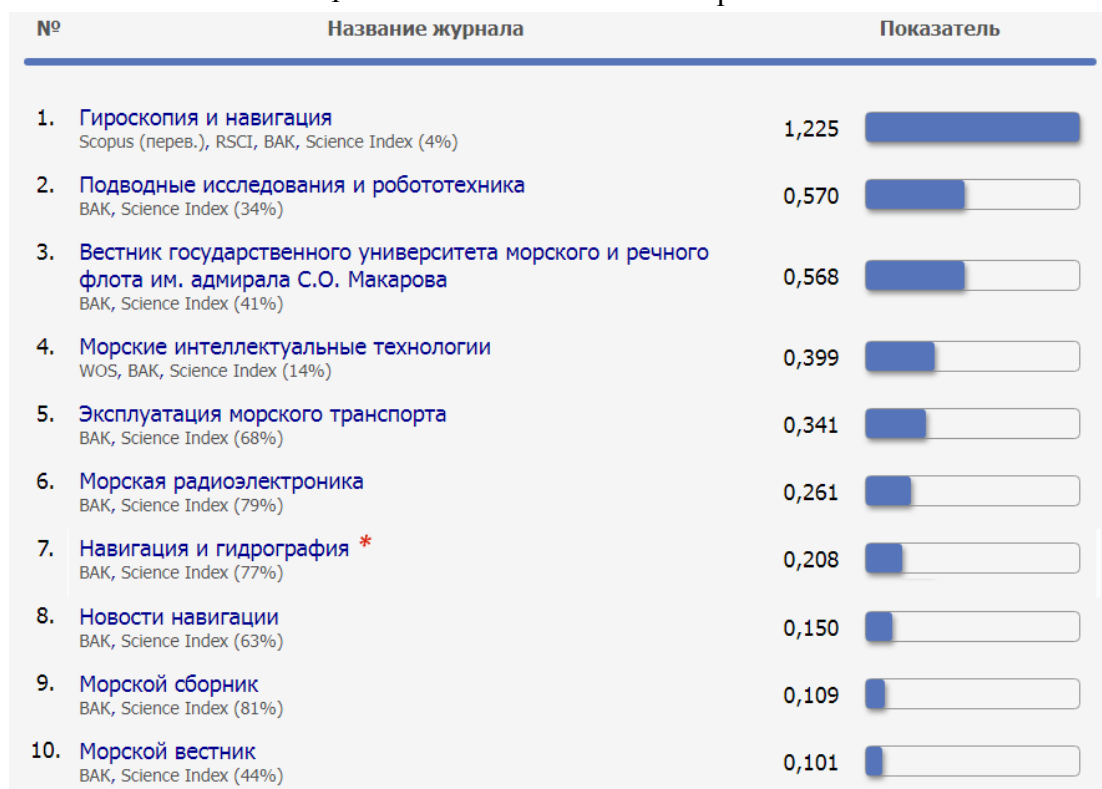 № Название журнала Показатель
1. Гироскопия и навигация 1,225
Scopus (перев.), RSCI, ВАК, Science Index (4%)
2. Подводные исследования и робототехника 0,570
ВАК, Science Index (34%)
3. Вестник государственного университета морского и речного
флота им. адмирала С.О. Макарова 0,568
ВАК, Science Index (41%)
4. Морские интеллектуальные технологии 0,399
WOS, ВАК, Science Index (14%)
5. Эксплуатация морского транспорта 0,341
ВАК, Science Index (68%)
6. Морская радиоэлектроника 0,261
ВАК, Science Index (79%)
7. Навигация и гидрография * 0,208
ВАК, Science Index (77%)
8. Новости навигации 0,150
ВАК, Science Index (63%)
9. Морской сборник 0,109
ВАК, Science Index (81%)
10. Морской вестник 0,101
ВАК, Science Index (44%)